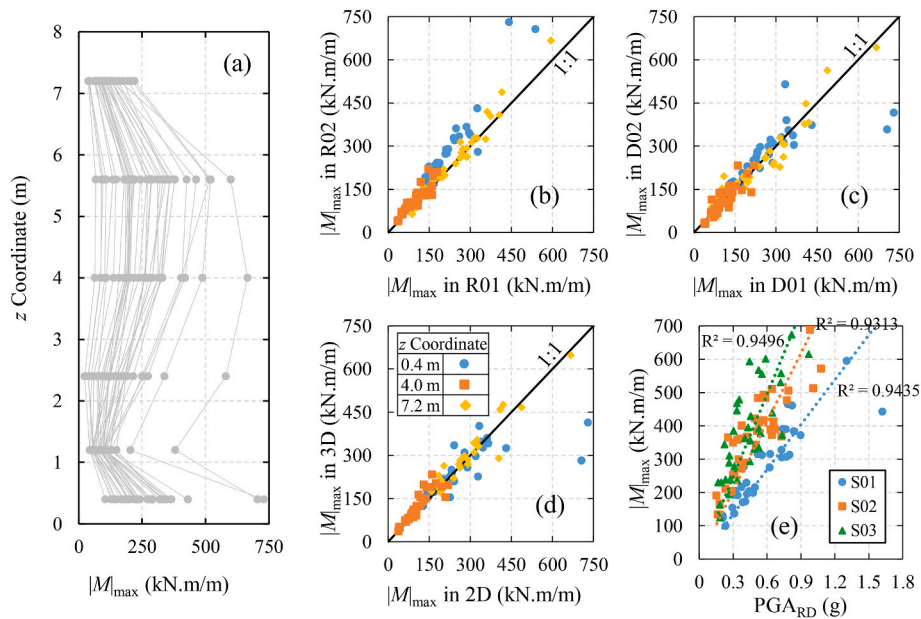 (a)
z Coordinate (m)
8
7
6
5
4
3
2
1
0
0
250
500
750
|M|max (kN.m/m)
(b)
1:1
|M|max in R02 (kN.m/m)
750
600
450
300
150
0
0
150
300
450
600
750
|M|max in R01 (kN.m/m)
(c)
1:1
|M|max in D02 (kN.m/m)
750
600
450
300
150
0
0
150
300
450
600
750
|M|max in D01 (kN.m/m)
(d)
1:1
z Coordinate
0.4 m
4.0 m
7.2 m
|M|max in 3D (kN.m/m)
750
600
450
300
150
0
0
150
300
450
600
750
|M|max in 2D (kN.m/m)
(e)
R² = 0.9313
R² = 0.9496
R² = 0.9435
S01
S02
S03
|M|max (kN.m/m)
700
600
500
400
300
200
100
0
0
0.3
0.6
0.9
1.2
1.5
1.8
PGARD (g)